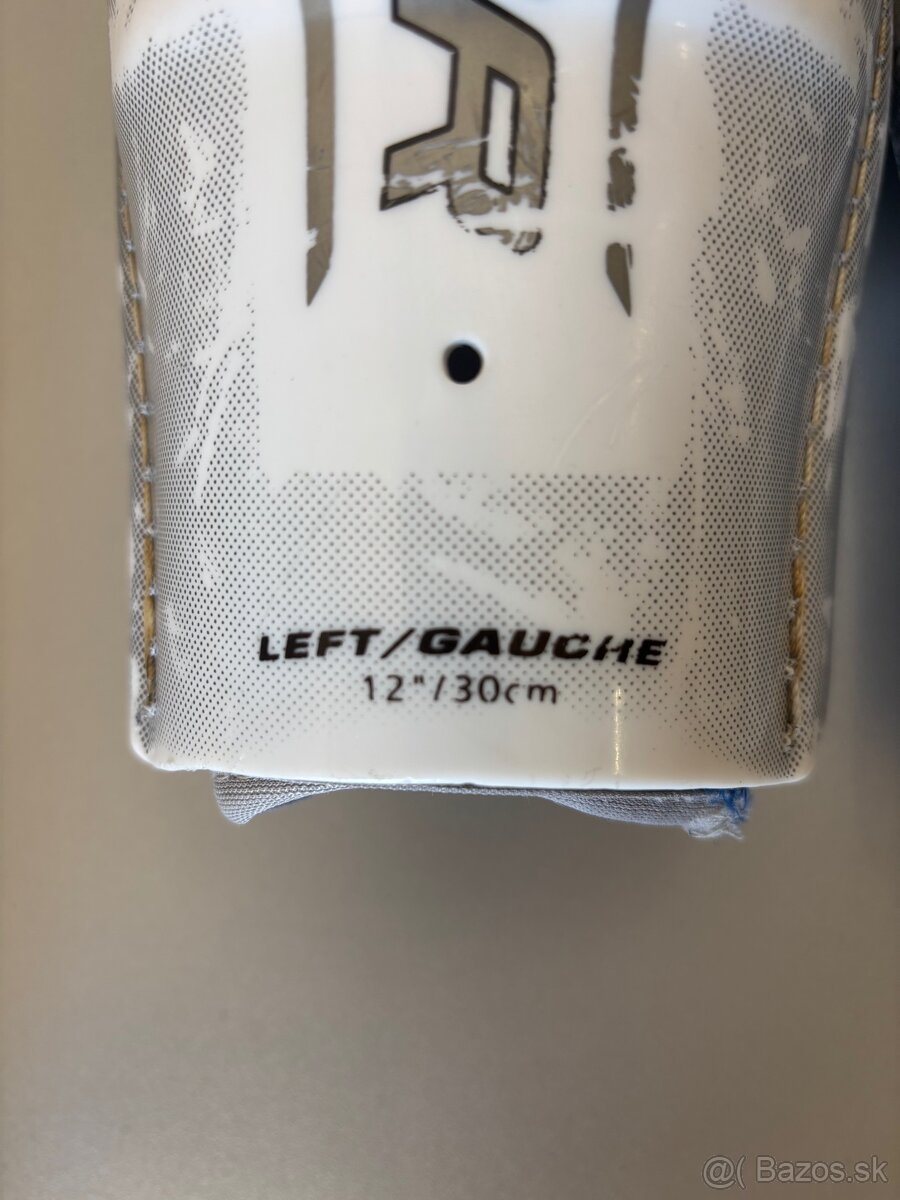 R
LEFT/GAUCHE
12"/30cm
@( Bazos.sk